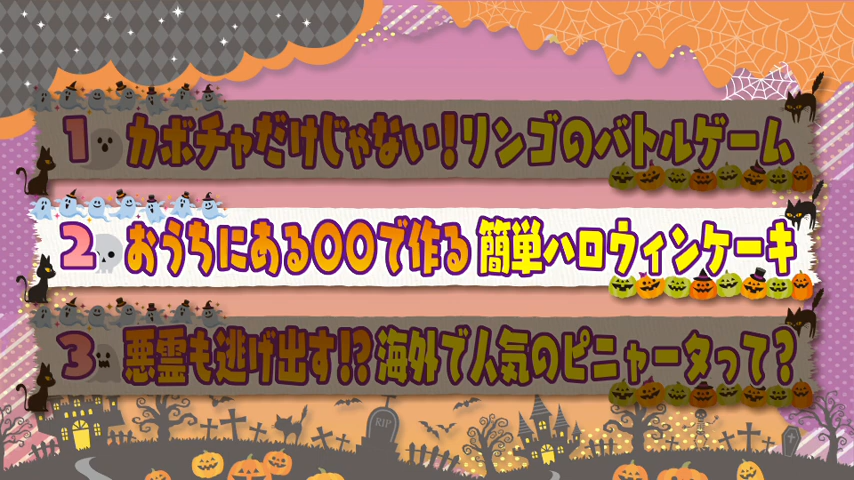 1 カボチャだけじゃない!リンゴのバトルゲーム
2 おうちにある〇〇で作る 簡単ハロウィンケーキ
3 悪霊も逃げ出す!?海外で人気のピニャータって?
RIP